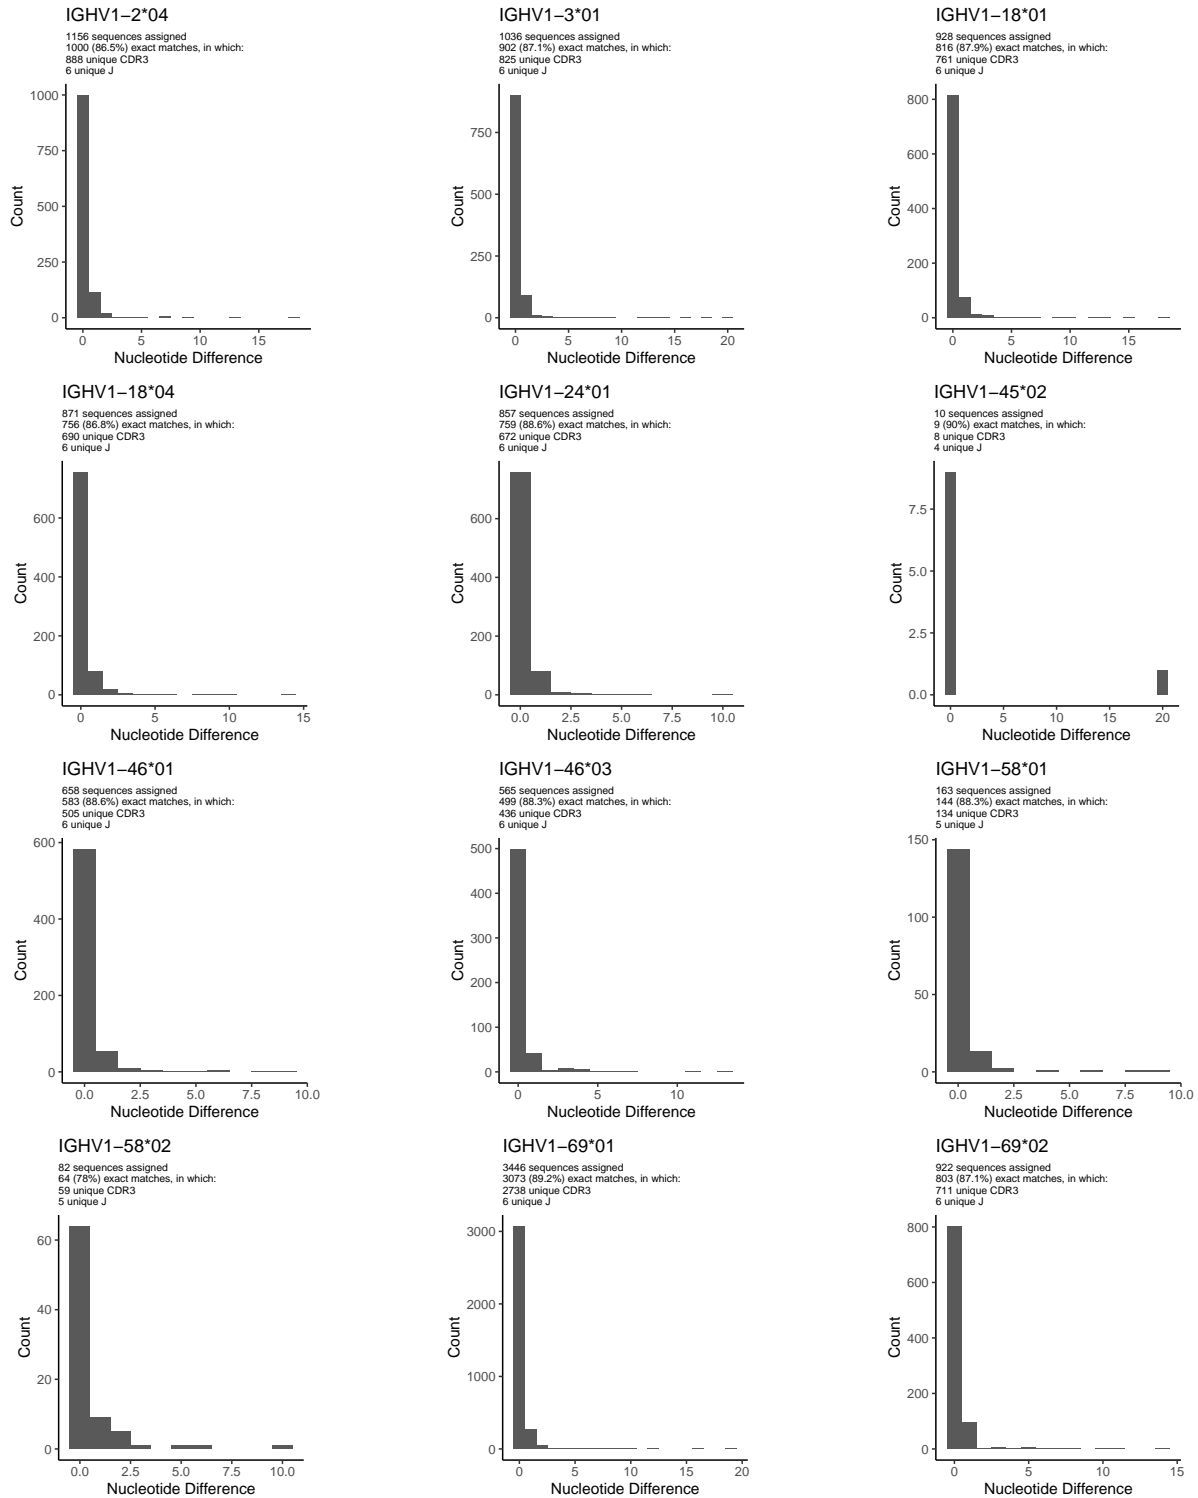 IGHV1−2*04
1156 sequences assigned
1000 (86.5%) exact matches, in which:
888 unique CDR3
6 unique J
1000
750
500
250
0
Count
0 5 10 15
Nucleotide Difference
IGHV1−3*01
1036 sequences assigned
902 (87.1%) exact matches, in which:
825 unique CDR3
6 unique J
750
500
250
0
Count
0 5 10 15 20
Nucleotide Difference
IGHV1−18*01
928 sequences assigned
816 (87.9%) exact matches, in which:
761 unique CDR3
6 unique J
800
600
400
200
0
Count
0 5 10 15
Nucleotide Difference
IGHV1−18*04
871 sequences assigned
756 (86.8%) exact matches, in which:
690 unique CDR3
6 unique J
600
400
200
0
Count
0 5 10 15
Nucleotide Difference
IGHV1−24*01
857 sequences assigned
759 (88.6%) exact matches, in which:
672 unique CDR3
6 unique J
600
400
200
0
Count
0.0 2.5 5.0 7.5 10.0
Nucleotide Difference
IGHV1−45*02
10 sequences assigned
9 (90%) exact matches, in which:
8 unique CDR3
4 unique J
7.5
5.0
2.5
0.0
Count
0 5 10 15 20
Nucleotide Difference
IGHV1−46*01
658 sequences assigned
583 (88.6%) exact matches, in which:
505 unique CDR3
6 unique J
600
400
200
0
Count
0.0 2.5 5.0 7.5 10.0
Nucleotide Difference
IGHV1−46*03
565 sequences assigned
499 (88.3%) exact matches, in which:
436 unique CDR3
6 unique J
500
400
300
200
100
0
Count
0 5 10
Nucleotide Difference
IGHV1−58*01
163 sequences assigned
144 (88.3%) exact matches, in which:
134 unique CDR3
5 unique J
150
100
50
0
Count
0.0 2.5 5.0 7.5 10.0
Nucleotide Difference
IGHV1−58*02
82 sequences assigned
64 (78%) exact matches, in which:
59 unique CDR3
5 unique J
60
40
20
0
Count
0.0 2.5 5.0 7.5 10.0
Nucleotide Difference
IGHV1−69*01
3446 sequences assigned
3073 (89.2%) exact matches, in which:
2738 unique CDR3
6 unique J
3000
2000
1000
0
Count
0 5 10 15 20
Nucleotide Difference
IGHV1−69*02
922 sequences assigned
803 (87.1%) exact matches, in which:
711 unique CDR3
6 unique J
800
600
400
200
0
Count
0 5 10 15
Nucleotide Difference